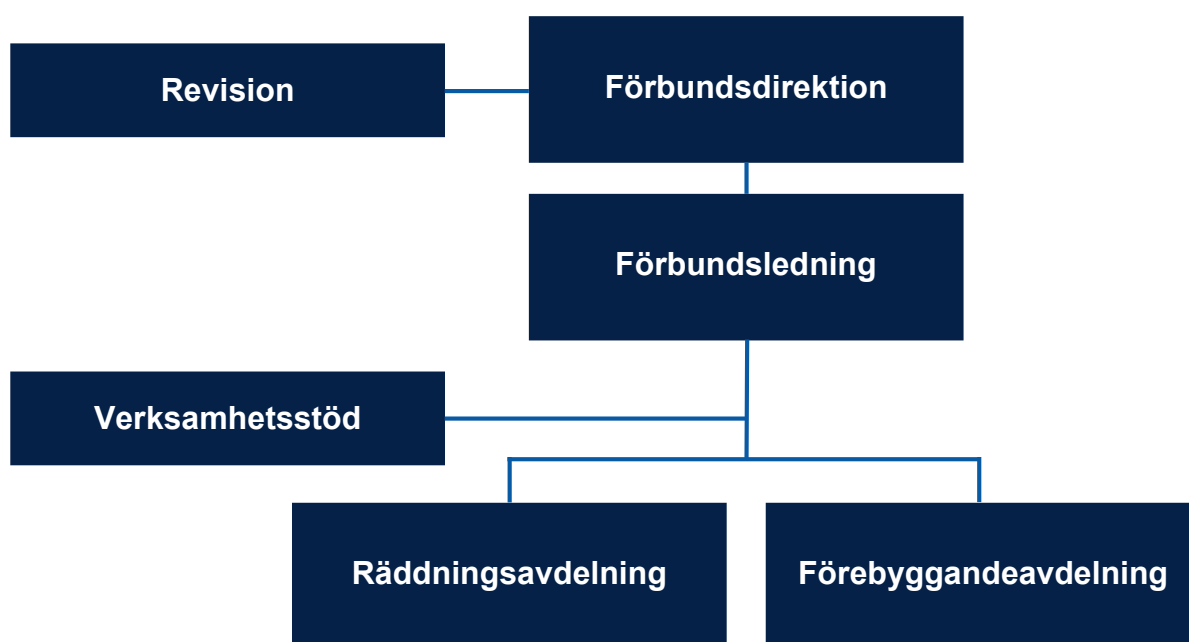 Revision
Förbundsdirektion
Förbundsledning
Verksamhetsstöd
Räddningsavdelning
Förebyggandeavdelning